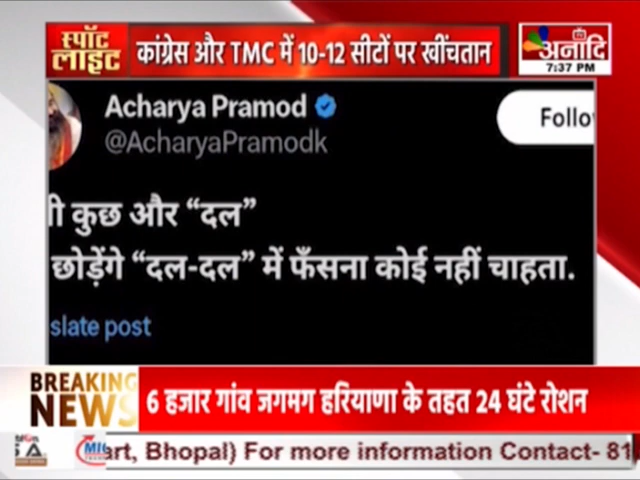 स्पॉट
लाइट
कांग्रेस और TMC में 10-12 सीटों पर खींचतान
अनादि
7:37 PM
Acharya Pramod
Follo
@AcharyaPramodk
ी कुछ और “दल”
छोड़ेंगे “दल-दल” में फँसना कोई नहीं चाहता.
slate post
BREAKING
NEWS
6 हजार गांव जगमग हरियाणा के तहत 24 घंटे रोशन
art, Bhopal) For more information Contact- 81